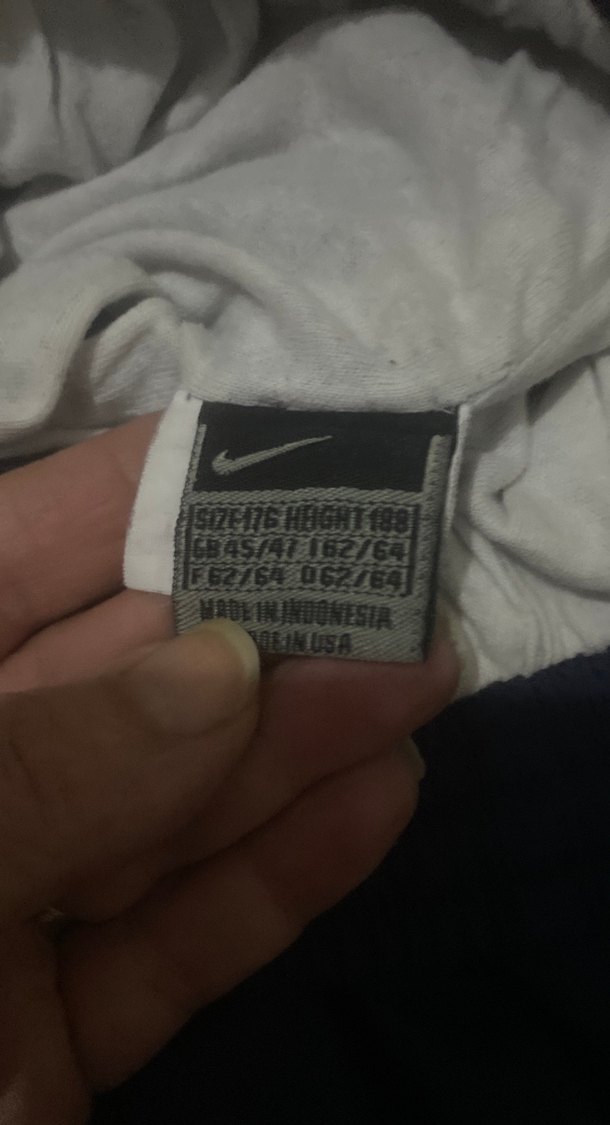 SIZE 176 HEIGHT 188
GB 45/47 I 62/64
F 62/64 D 62/64
MADE IN INDONESIA
IN USA